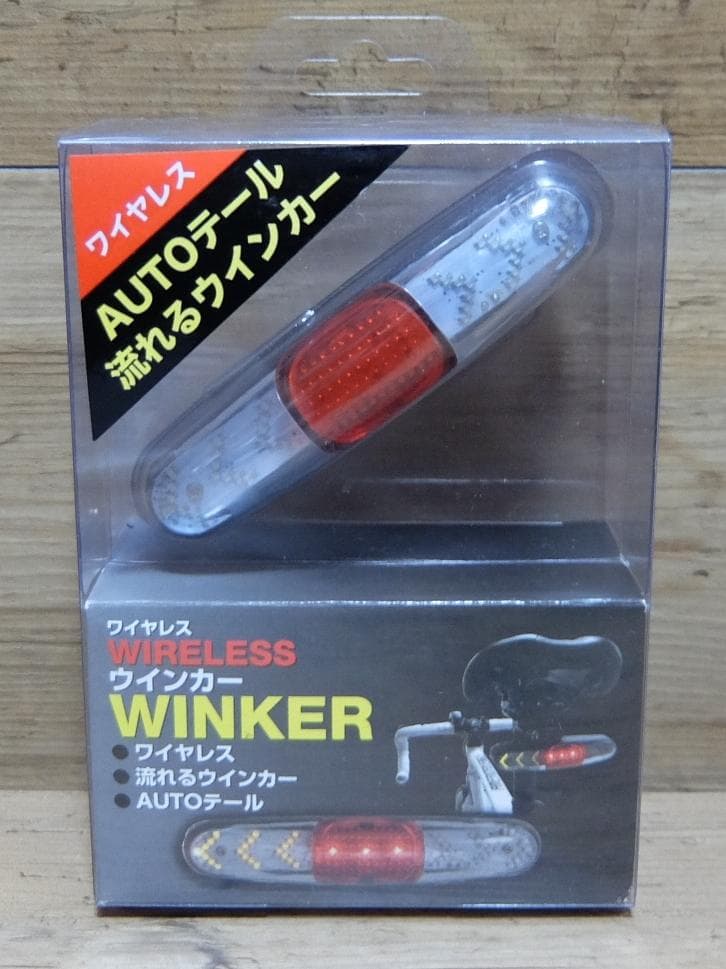 ワイヤレス
AUTOテール
流れるウインカー
ワイヤレス
WIRELESS
ウインカー
WINKER
● ワイヤレス
● 流れるウインカー
● AUTOテール